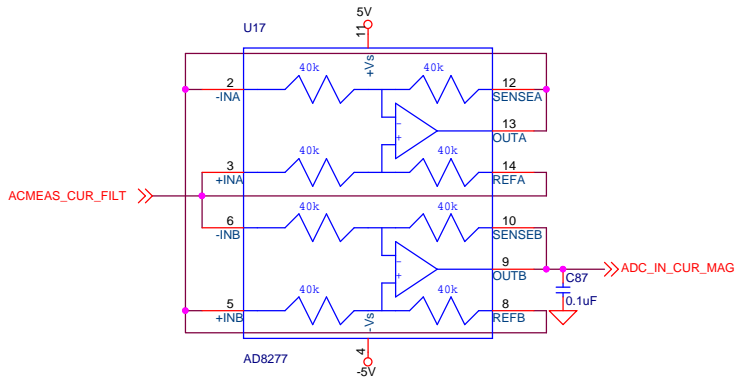 U17
5V
11
+Vs
40k
40k
2
-INA
12
SENSEA
13
OUTA
40k
40k
3
+INA
14
REFA
ACMEAS_CUR_FILT
40k
40k
6
-INB
10
SENSEB
9
OUTB
ADC_IN_CUR_MAG
C87
0.1uF
40k
40k
5
+INB
8
REFB
-Vs
4
AD8277
-5V